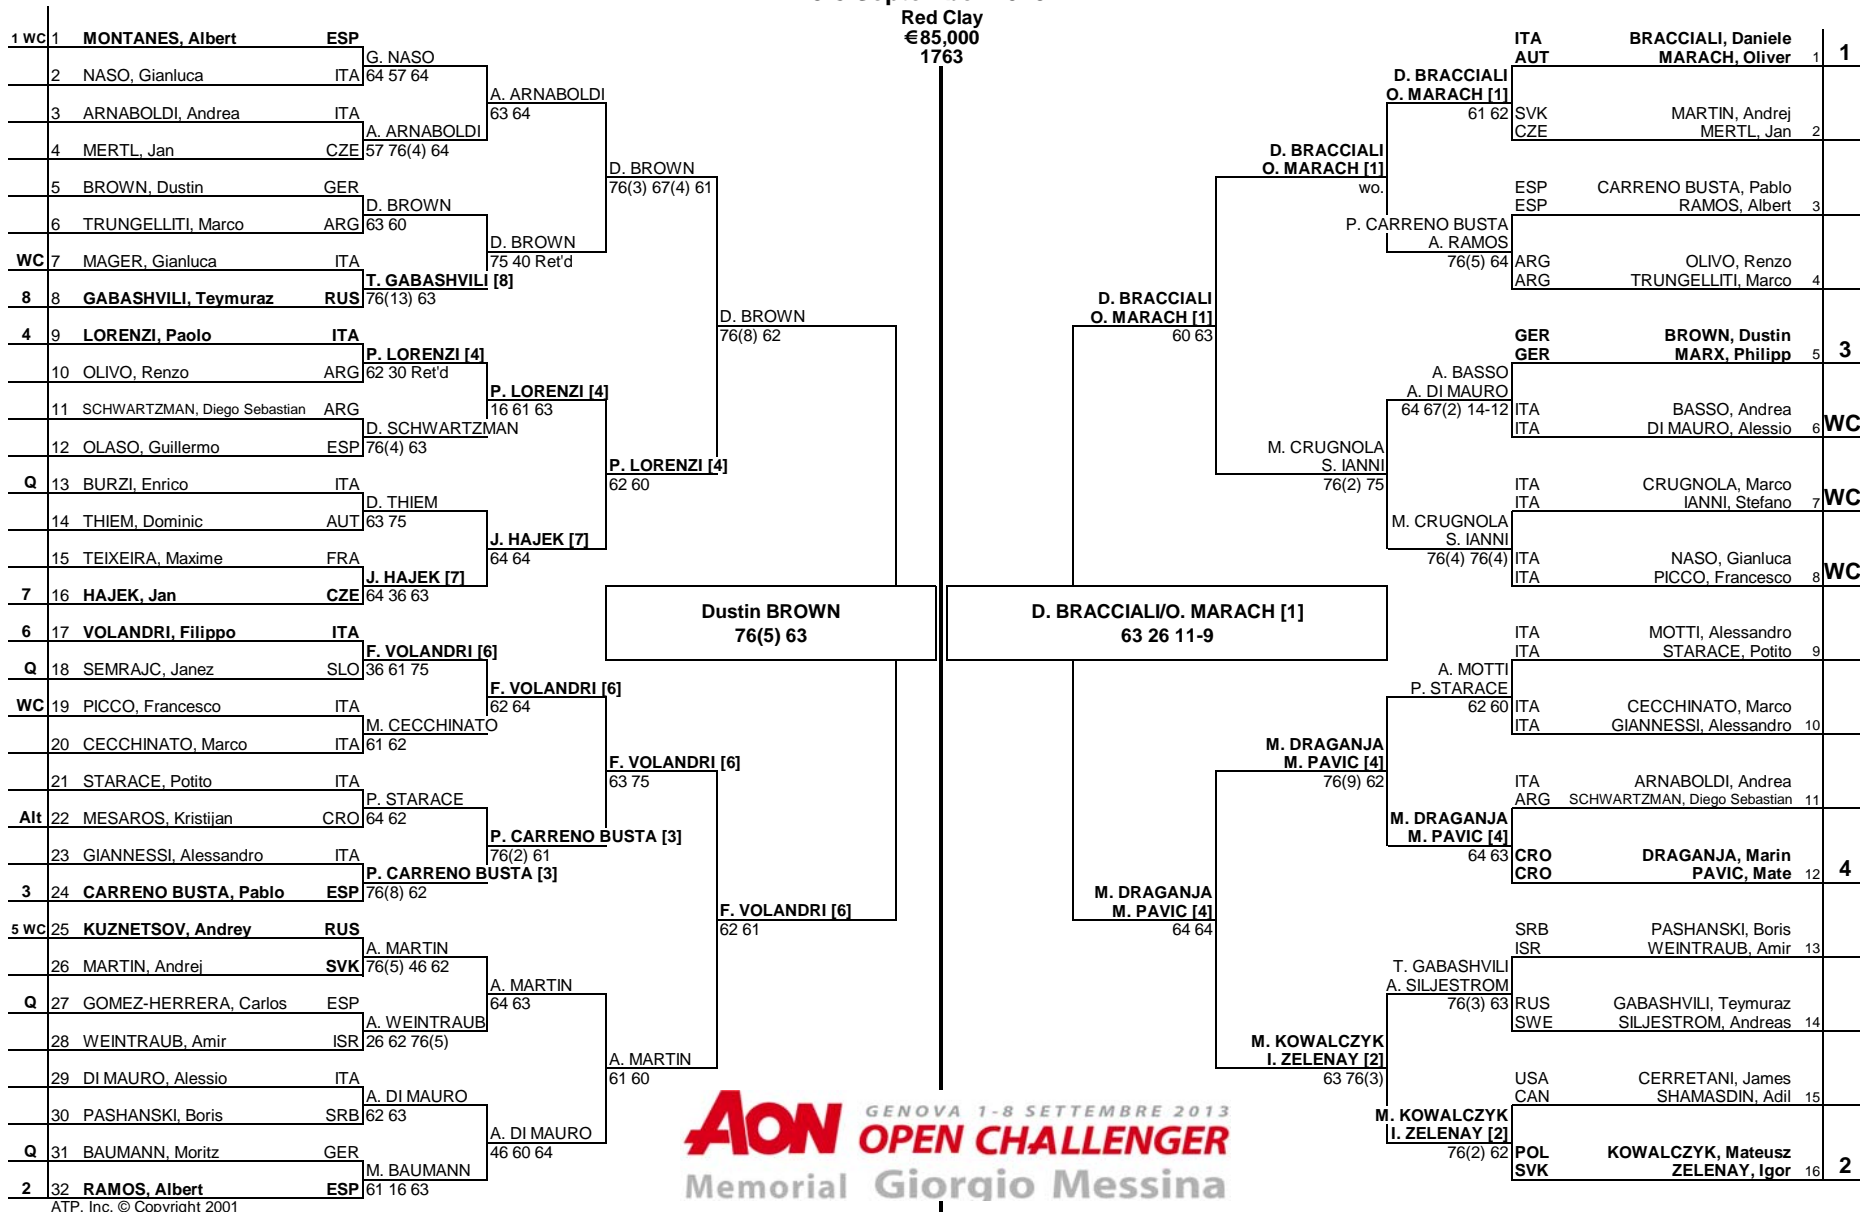 Red Clay
€85,000
1763
1 WC 1 MONTANES, Albert ESP
G. NASO
2 NASO, Gianluca ITA 64 57 64
A. ARNABOLDI
3 ARNABOLDI, Andrea ITA 63 64
A. ARNABOLDI
4 MERTL, Jan CZE 57 76(4) 64
D. BROWN
5 BROWN, Dustin GER 76(3) 67(4) 61
D. BROWN
6 TRUNGELLITI, Marco ARG 63 60
D. BROWN
WC 7 MAGER, Gianluca ITA 75 40 Ret'd
T. GABASHVILI [8]
8 8 GABASHVILI, Teymuraz RUS 76(13) 63
D. BROWN
4 9 LORENZI, Paolo ITA 76(8) 62
P. LORENZI [4]
10 OLIVO, Renzo ARG 62 30 Ret'd
P. LORENZI [4]
11 SCHWARTZMAN, Diego Sebastian ARG 16 61 63
D. SCHWARTZMAN
12 OLASO, Guillermo ESP 76(4) 63
P. LORENZI [4]
Q 13 BURZI, Enrico ITA 62 60
D. THIEM
14 THIEM, Dominic AUT 63 75
J. HAJEK [7]
15 TEIXEIRA, Maxime FRA 64 64
J. HAJEK [7]
7 16 HAJEK, Jan CZE 64 36 63
Dustin BROWN
76(5) 63
6 17 VOLANDRI, Filippo ITA
F. VOLANDRI [6]
Q 18 SEMRAJC, Janez SLO 36 61 75
F. VOLANDRI [6]
WC 19 PICCO, Francesco ITA 62 64
M. CECCHINATO
20 CECCHINATO, Marco ITA 61 62
F. VOLANDRI [6]
21 STARACE, Potito ITA 63 75
P. STARACE
Alt 22 MESAROS, Kristijan CRO 64 62
P. CARRENO BUSTA [3]
23 GIANNESSI, Alessandro ITA 76(2) 61
P. CARRENO BUSTA [3]
3 24 CARRENO BUSTA, Pablo ESP 76(8) 62
F. VOLANDRI [6]
5 WC 25 KUZNETSOV, Andrey RUS 62 61
A. MARTIN
26 MARTIN, Andrej SVK 76(5) 46 62
A. MARTIN
Q 27 GOMEZ-HERRERA, Carlos ESP 64 63
A. WEINTRAUB
28 WEINTRAUB, Amir ISR 26 62 76(5)
A. MARTIN
29 DI MAURO, Alessio ITA 61 60
A. DI MAURO
30 PASHANSKI, Boris SRB 62 63
A. DI MAURO
Q 31 BAUMANN, Moritz GER 46 60 64
M. BAUMANN
2 32 RAMOS, Albert ESP 61 16 63
ATP, Inc. © Copyright 2001
ITA BRACCIALI, Daniele
AUT MARACH, Oliver 1 1
D. BRACCIALI
O. MARACH [1]
61 62 SVK MARTIN, Andrej
CZE MERTL, Jan 2
D. BRACCIALI
O. MARACH [1]
wo.
ESP CARRENO BUSTA, Pablo
ESP RAMOS, Albert 3
P. CARRENO BUSTA
A. RAMOS
76(5) 64 ARG OLIVO, Renzo
ARG TRUNGELLITI, Marco 4
D. BRACCIALI
O. MARACH [1]
60 63
GER BROWN, Dustin
GER MARX, Philipp 5 3
A. BASSO
A. DI MAURO
64 67(2) 14-12 ITA BASSO, Andrea
ITA DI MAURO, Alessio 6 WC
M. CRUGNOLA
S. IANNI
76(2) 75
ITA CRUGNOLA, Marco
ITA IANNI, Stefano 7 WC
M. CRUGNOLA
S. IANNI
76(4) 76(4) ITA NASO, Gianluca
ITA PICCO, Francesco 8 WC
D. BRACCIALI/O. MARACH [1]
63 26 11-9
ITA MOTTI, Alessandro
ITA STARACE, Potito 9
A. MOTTI
P. STARACE
62 60 ITA CECCHINATO, Marco
ITA GIANNESSI, Alessandro 10
M. DRAGANJA
M. PAVIC [4]
76(9) 62
ITA ARNABOLDI, Andrea
ARG SCHWARTZMAN, Diego Sebastian 11
M. DRAGANJA
M. PAVIC [4]
64 63 CRO DRAGANJA, Marin
CRO PAVIC, Mate 12 4
M. DRAGANJA
M. PAVIC [4]
64 64
SRB PASHANSKI, Boris
ISR WEINTRAUB, Amir 13
T. GABASHVILI
A. SILJESTROM
76(3) 63 RUS GABASHVILI, Teymuraz
SWE SILJESTROM, Andreas 14
M. KOWALCZYK
I. ZELENAY [2]
63 76(3)
USA CERRETANI, James
CAN SHAMASDIN, Adil 15
M. KOWALCZYK
I. ZELENAY [2]
76(2) 62 POL KOWALCZYK, Mateusz
SVK ZELENAY, Igor 16 2
AON GENOVA 1-8 SETTEMBRE 2013
OPEN CHALLENGER
Memorial Giorgio Messina